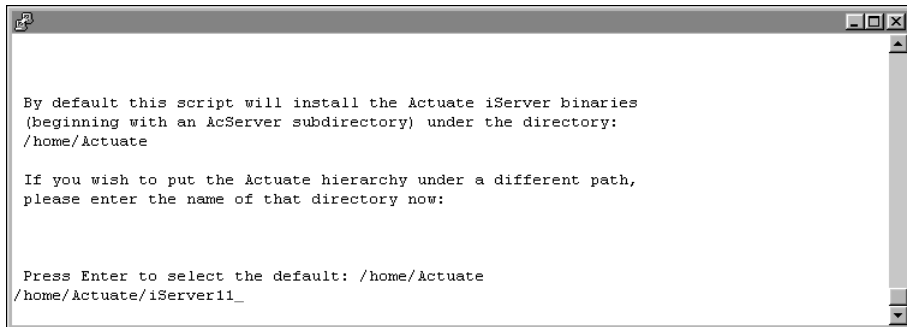 By default this script will install the Actuate iServer binaries
(beginning with an AcServer subdirectory) under the directory:
/home/Actuate
If you wish to put the Actuate hierarchy under a different path,
please enter the name of that directory now:
Press Enter to select the default: /home/Actuate
/home/Actuate/iServer11_